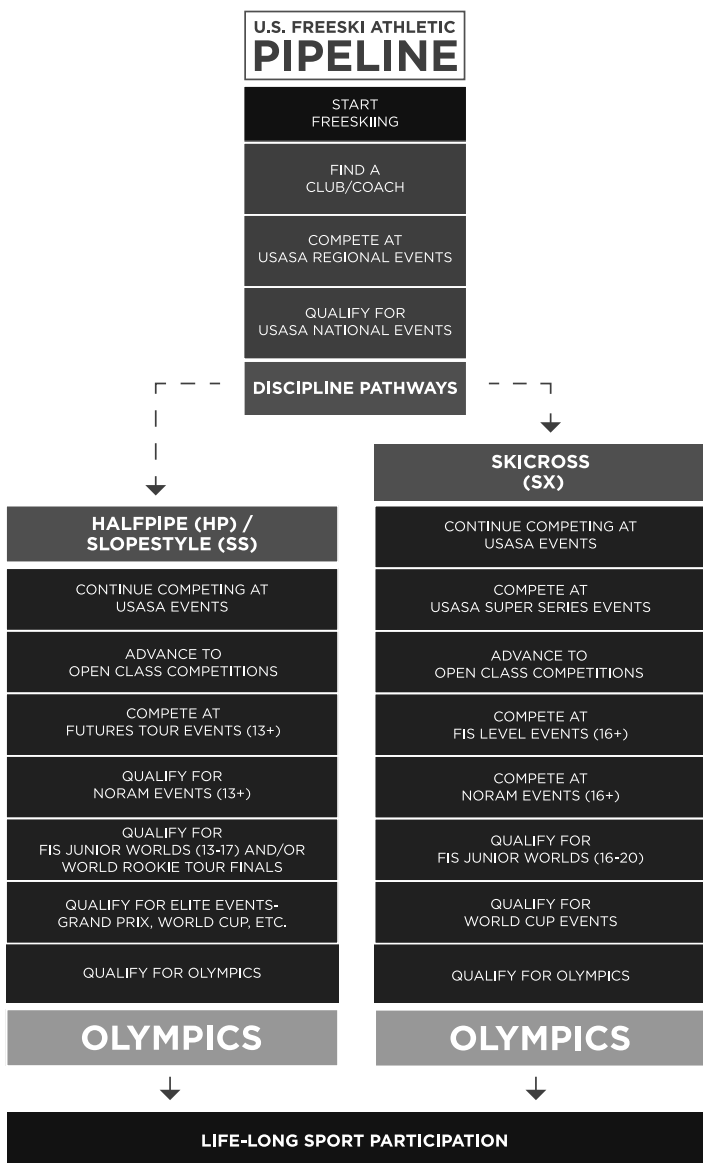 U.S. FREESKI ATHLETIC
PIPELINE
START
FREESKIING
FIND A
CLUB/COACH
COMPETE AT
USASA REGIONAL EVENTS
QUALIFY FOR
USASA NATIONAL EVENTS
DISCIPLINE PATHWAYS
HALFPIPE (HP) /
SLOPESTYLE (SS)
CONTINUE COMPETING AT
USASA EVENTS
ADVANCE TO
OPEN CLASS COMPETITIONS
COMPETE AT
FUTURES TOUR EVENTS (13+)
QUALIFY FOR
NORAM EVENTS (13+)
QUALIFY FOR
FIS JUNIOR WORLDS (13-17) AND/OR
WORLD ROOKIE TOUR FINALS
QUALIFY FOR ELITE EVENTS-
GRAND PRIX, WORLD CUP, ETC.
QUALIFY FOR OLYMPICS
OLYMPICS
SKICROSS
(SX)
CONTINUE COMPETING AT
USASA EVENTS
COMPETE AT
USASA SUPER SERIES EVENTS
ADVANCE TO
OPEN CLASS COMPETITIONS
COMPETE AT
FIS LEVEL EVENTS (16+)
COMPETE AT
NORAM EVENTS (16+)
QUALIFY FOR
FIS JUNIOR WORLDS (16-20)
QUALIFY FOR
WORLD CUP EVENTS
QUALIFY FOR OLYMPICS
OLYMPICS
LIFE-LONG SPORT PARTICIPATION